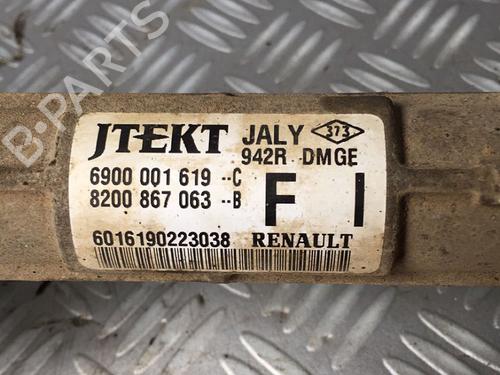 JTEKT JALY 373
942R DMGE
6900 001 619 --C
8200 867 063 --B
F I
6016190223038 RENAULT
B-PARTS